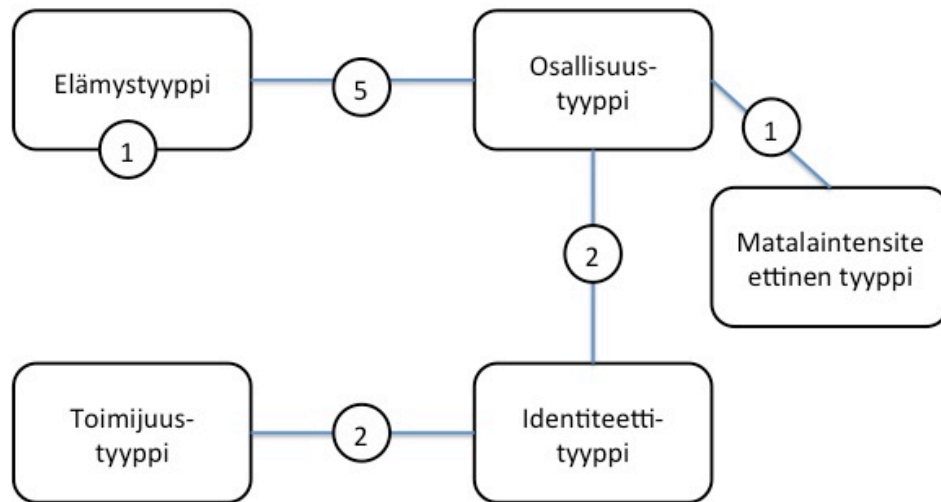 Elämystyyppi
1
5
Osallisuus-
tyyppi
1
2
Matalaintensite
ettinen tyyppi
Toimijuus-
tyyppi
2
Identiteetti-
tyyppi